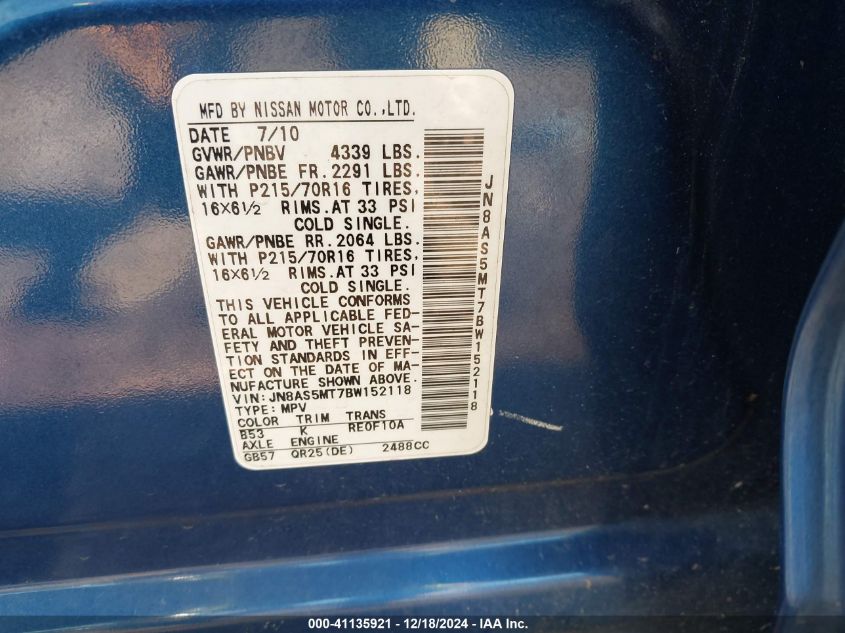 MFD BY NISSAN MOTOR CO.,LTD.
DATE 7/10
GVWR/PNBV 4339 LBS.
GAWR/PNBE FR. 2291 LBS.
WITH P215/70R16 TIRES,
16X6½ RIMS. AT 33 PSI
COLD SINGLE.
GAWR/PNBE RR. 2064 LBS.
WITH P215/70R16 TIRES,
16X6½ RIMS. AT 33 PSI
COLD SINGLE.
THIS VEHICLE CONFORMS
TO ALL APPLICABLE FED-
ERAL MOTOR VEHICLE SA-
FETY AND THEFT PREVEN-
TION STANDARDS IN EFF-
ECT ON THE DATE OF MA-
NUFACTURE SHOWN ABOVE.
VIN: JN8AS5MT7BW152118
TYPE: MPV
COLOR TRIM TRANS
B53 K RE0F10A
AXLE ENGINE
GB57 QR25(DE) 2488CC
JN8AS5MT7BW152118
000-41135921 - 12/18/2024 - IAA Inc.